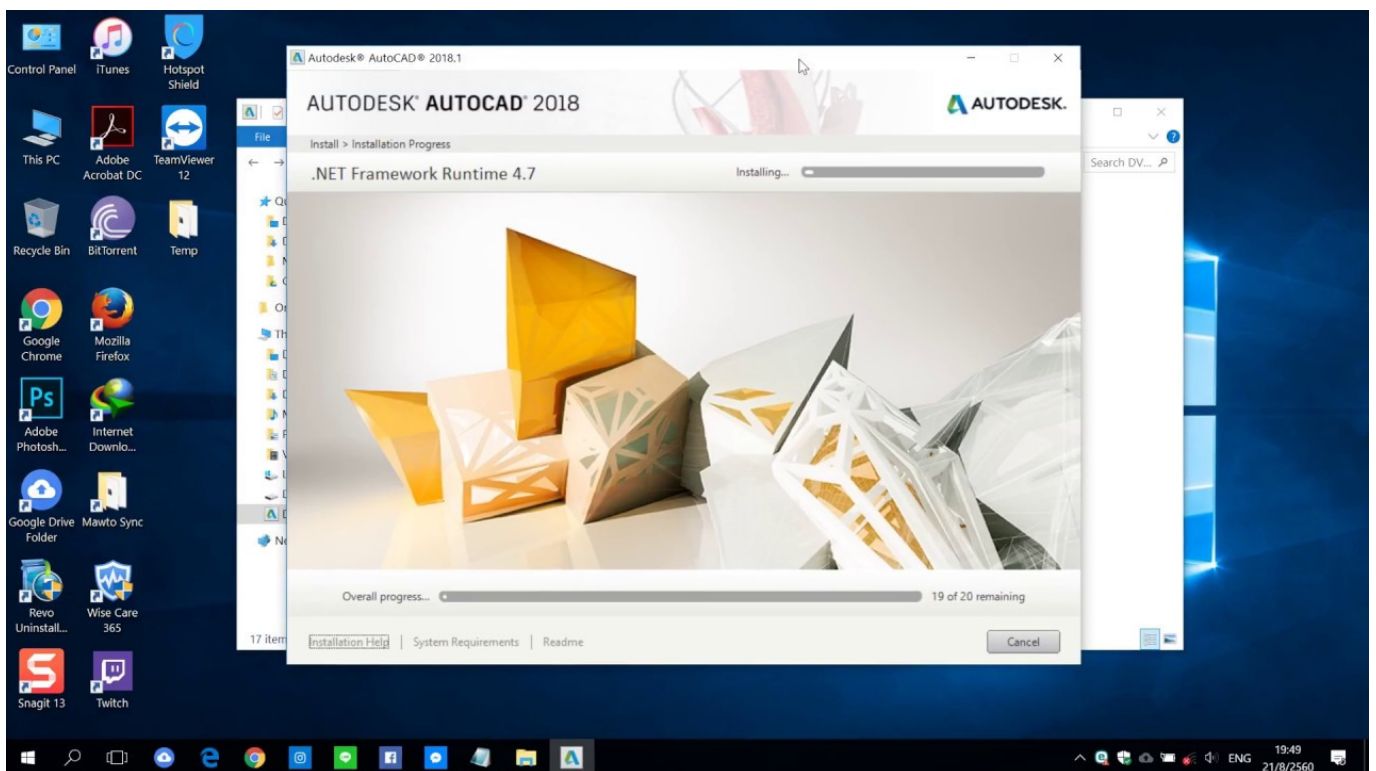 Control Panel
iTunes
Hotspot
Shield
This PC
Adobe
Acrobat DC
TeamViewer
12
Recycle Bin
BitTorrent
Temp
Google
Chrome
Mozilla
Firefox
Ps
Adobe
Photosh...
Internet
Downlo...
Google Drive
Folder
Mawto Sync
Revo
Uninstall...
Wise Care
365
Snagit 13
Twitch
File
Search DV...
17 item
Autodesk® AutoCAD® 2018.1
AUTODESK® AUTOCAD® 2018
AUTODESK.
Install > Installation Progress
.NET Framework Runtime 4.7
Installing...
Overall progress...
19 of 20 remaining
Installation Help | System Requirements | Readme
Cancel
ENG
19:49
21/8/2560